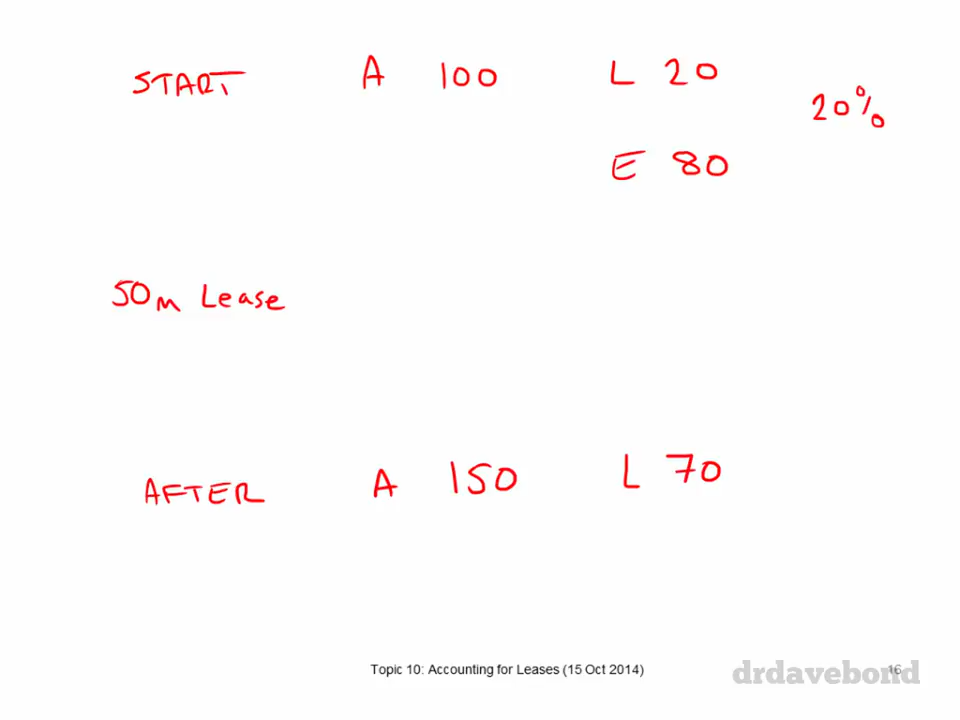 START A 100 L 20
20%
E 80
50m Lease
AFTER A 150 L 70
Topic 10: Accounting for Leases (15 Oct 2014)
16
drdavebond